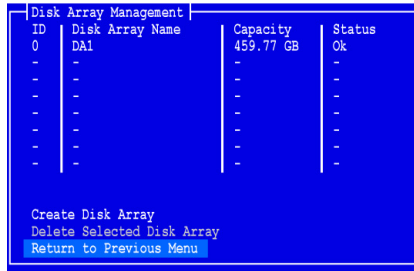 Disk Array Management
ID Disk Array Name Capacity Status
0 DA1 459.77 GB Ok
- - - -
- - - -
- - - -
- - - -
- - - -
- - - -
- - - -
Create Disk Array
Delete Selected Disk Array
Return to Previous Menu